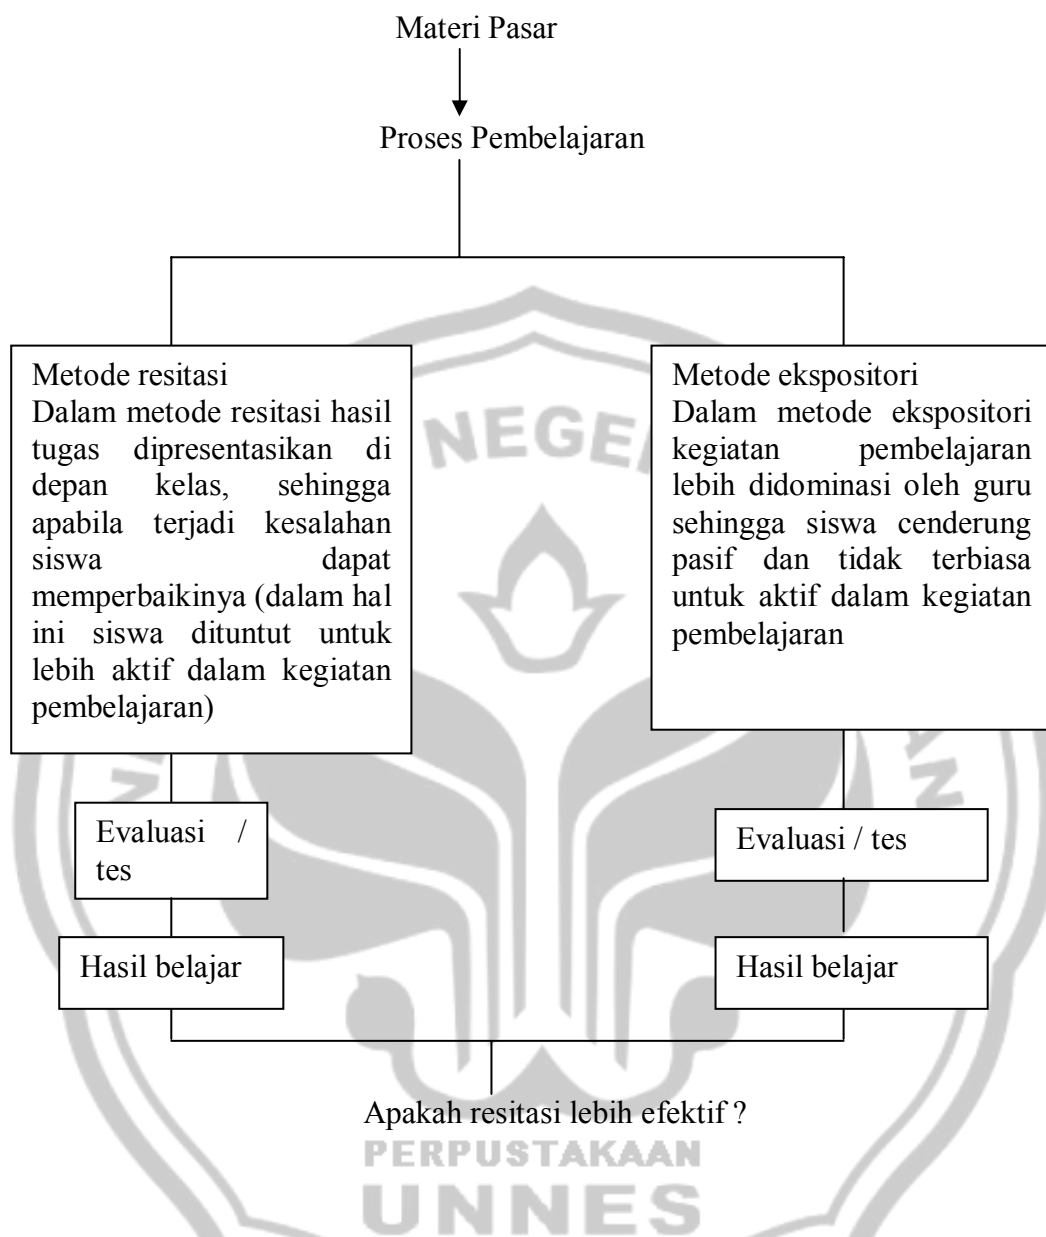 Materi Pasar
Proses Pembelajaran
Metode resitasi
Dalam metode resitasi hasil
tugas dipresentasikan di
depan kelas, sehingga
apabila terjadi kesalahan
siswa dapat
memperbaikinya (dalam hal
ini siswa dituntut untuk
lebih aktif dalam kegiatan
pembelajaran)
Metode ekspositori
Dalam metode ekspositori
kegiatan pembelajaran
lebih didominasi oleh guru
sehingga siswa cenderung
pasif dan tidak terbiasa
untuk aktif dalam kegiatan
pembelajaran
Evaluasi /
tes
Evaluasi / tes
Hasil belajar
Hasil belajar
Apakah resitasi lebih efektif ?
PERPUSTAKAAN
UNNES